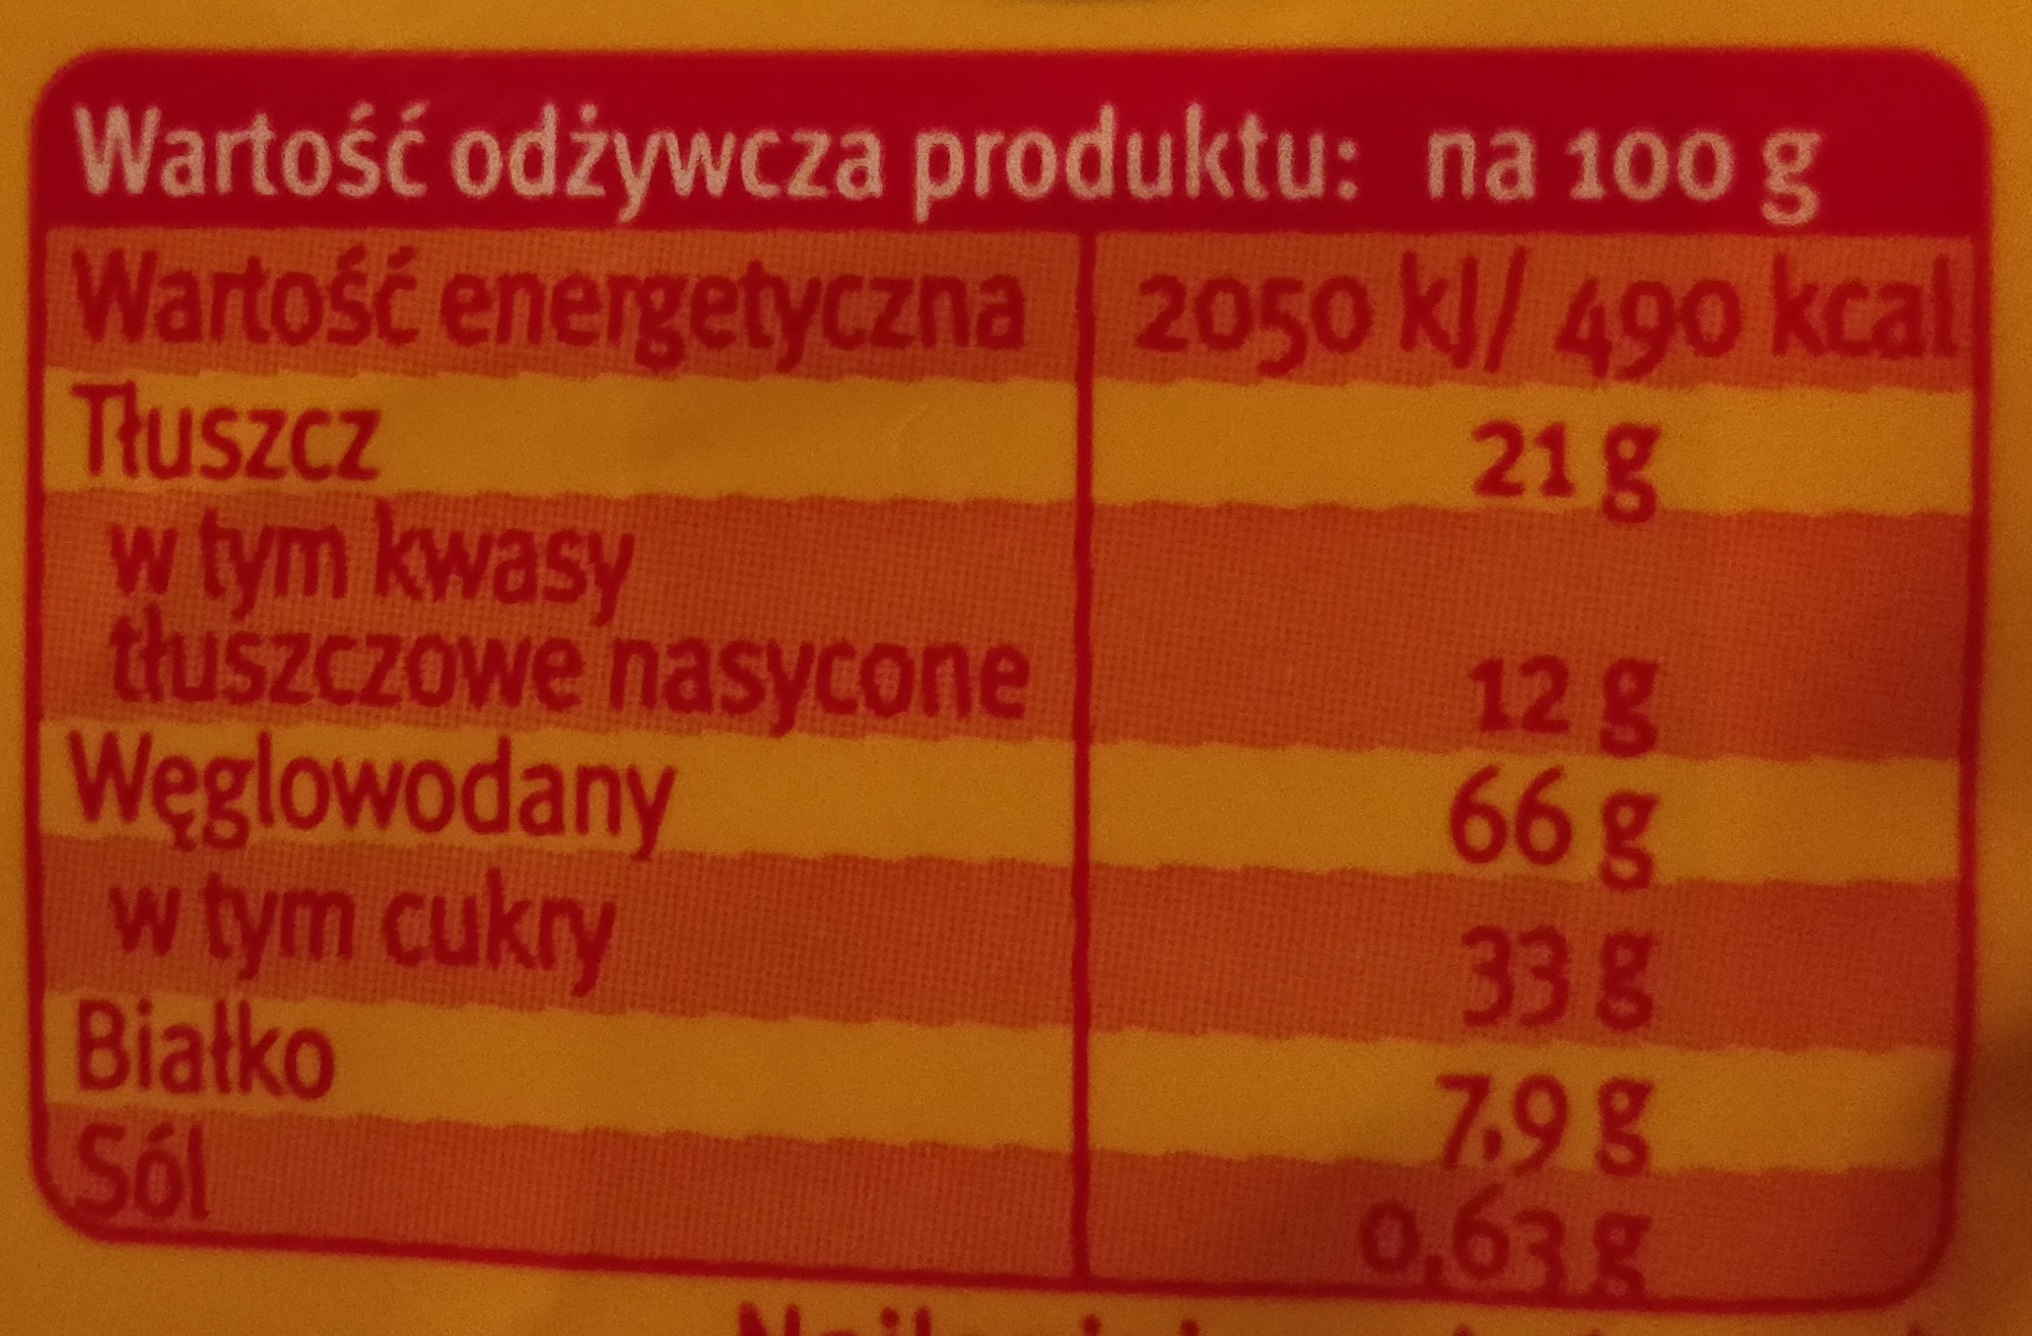 Wartość odżywcza produktu: na 100 g
Wartość energetyczna 2050 kJ/ 490 kcal
Tłuszcz 21 g
w tym kwasy
tłuszczowe nasycone 12 g
Węglowodany 66 g
w tym cukry 33 g
Białko 7,9 g
Sól 0,63 g